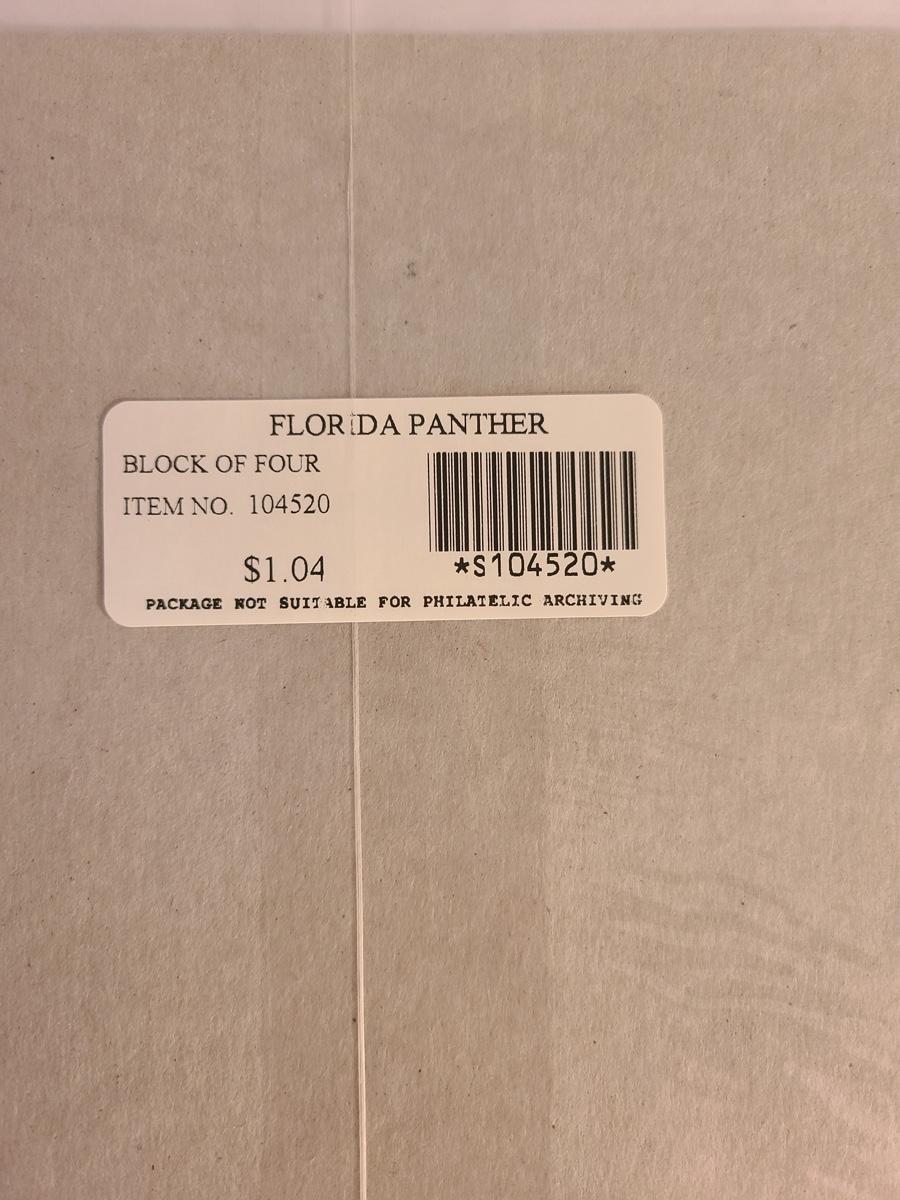 FLORIDA PANTHER
BLOCK OF FOUR
ITEM NO. 104520
$1.04
*S104520*
PACKAGE NOT SUITABLE FOR PHILATELIC ARCHIVING